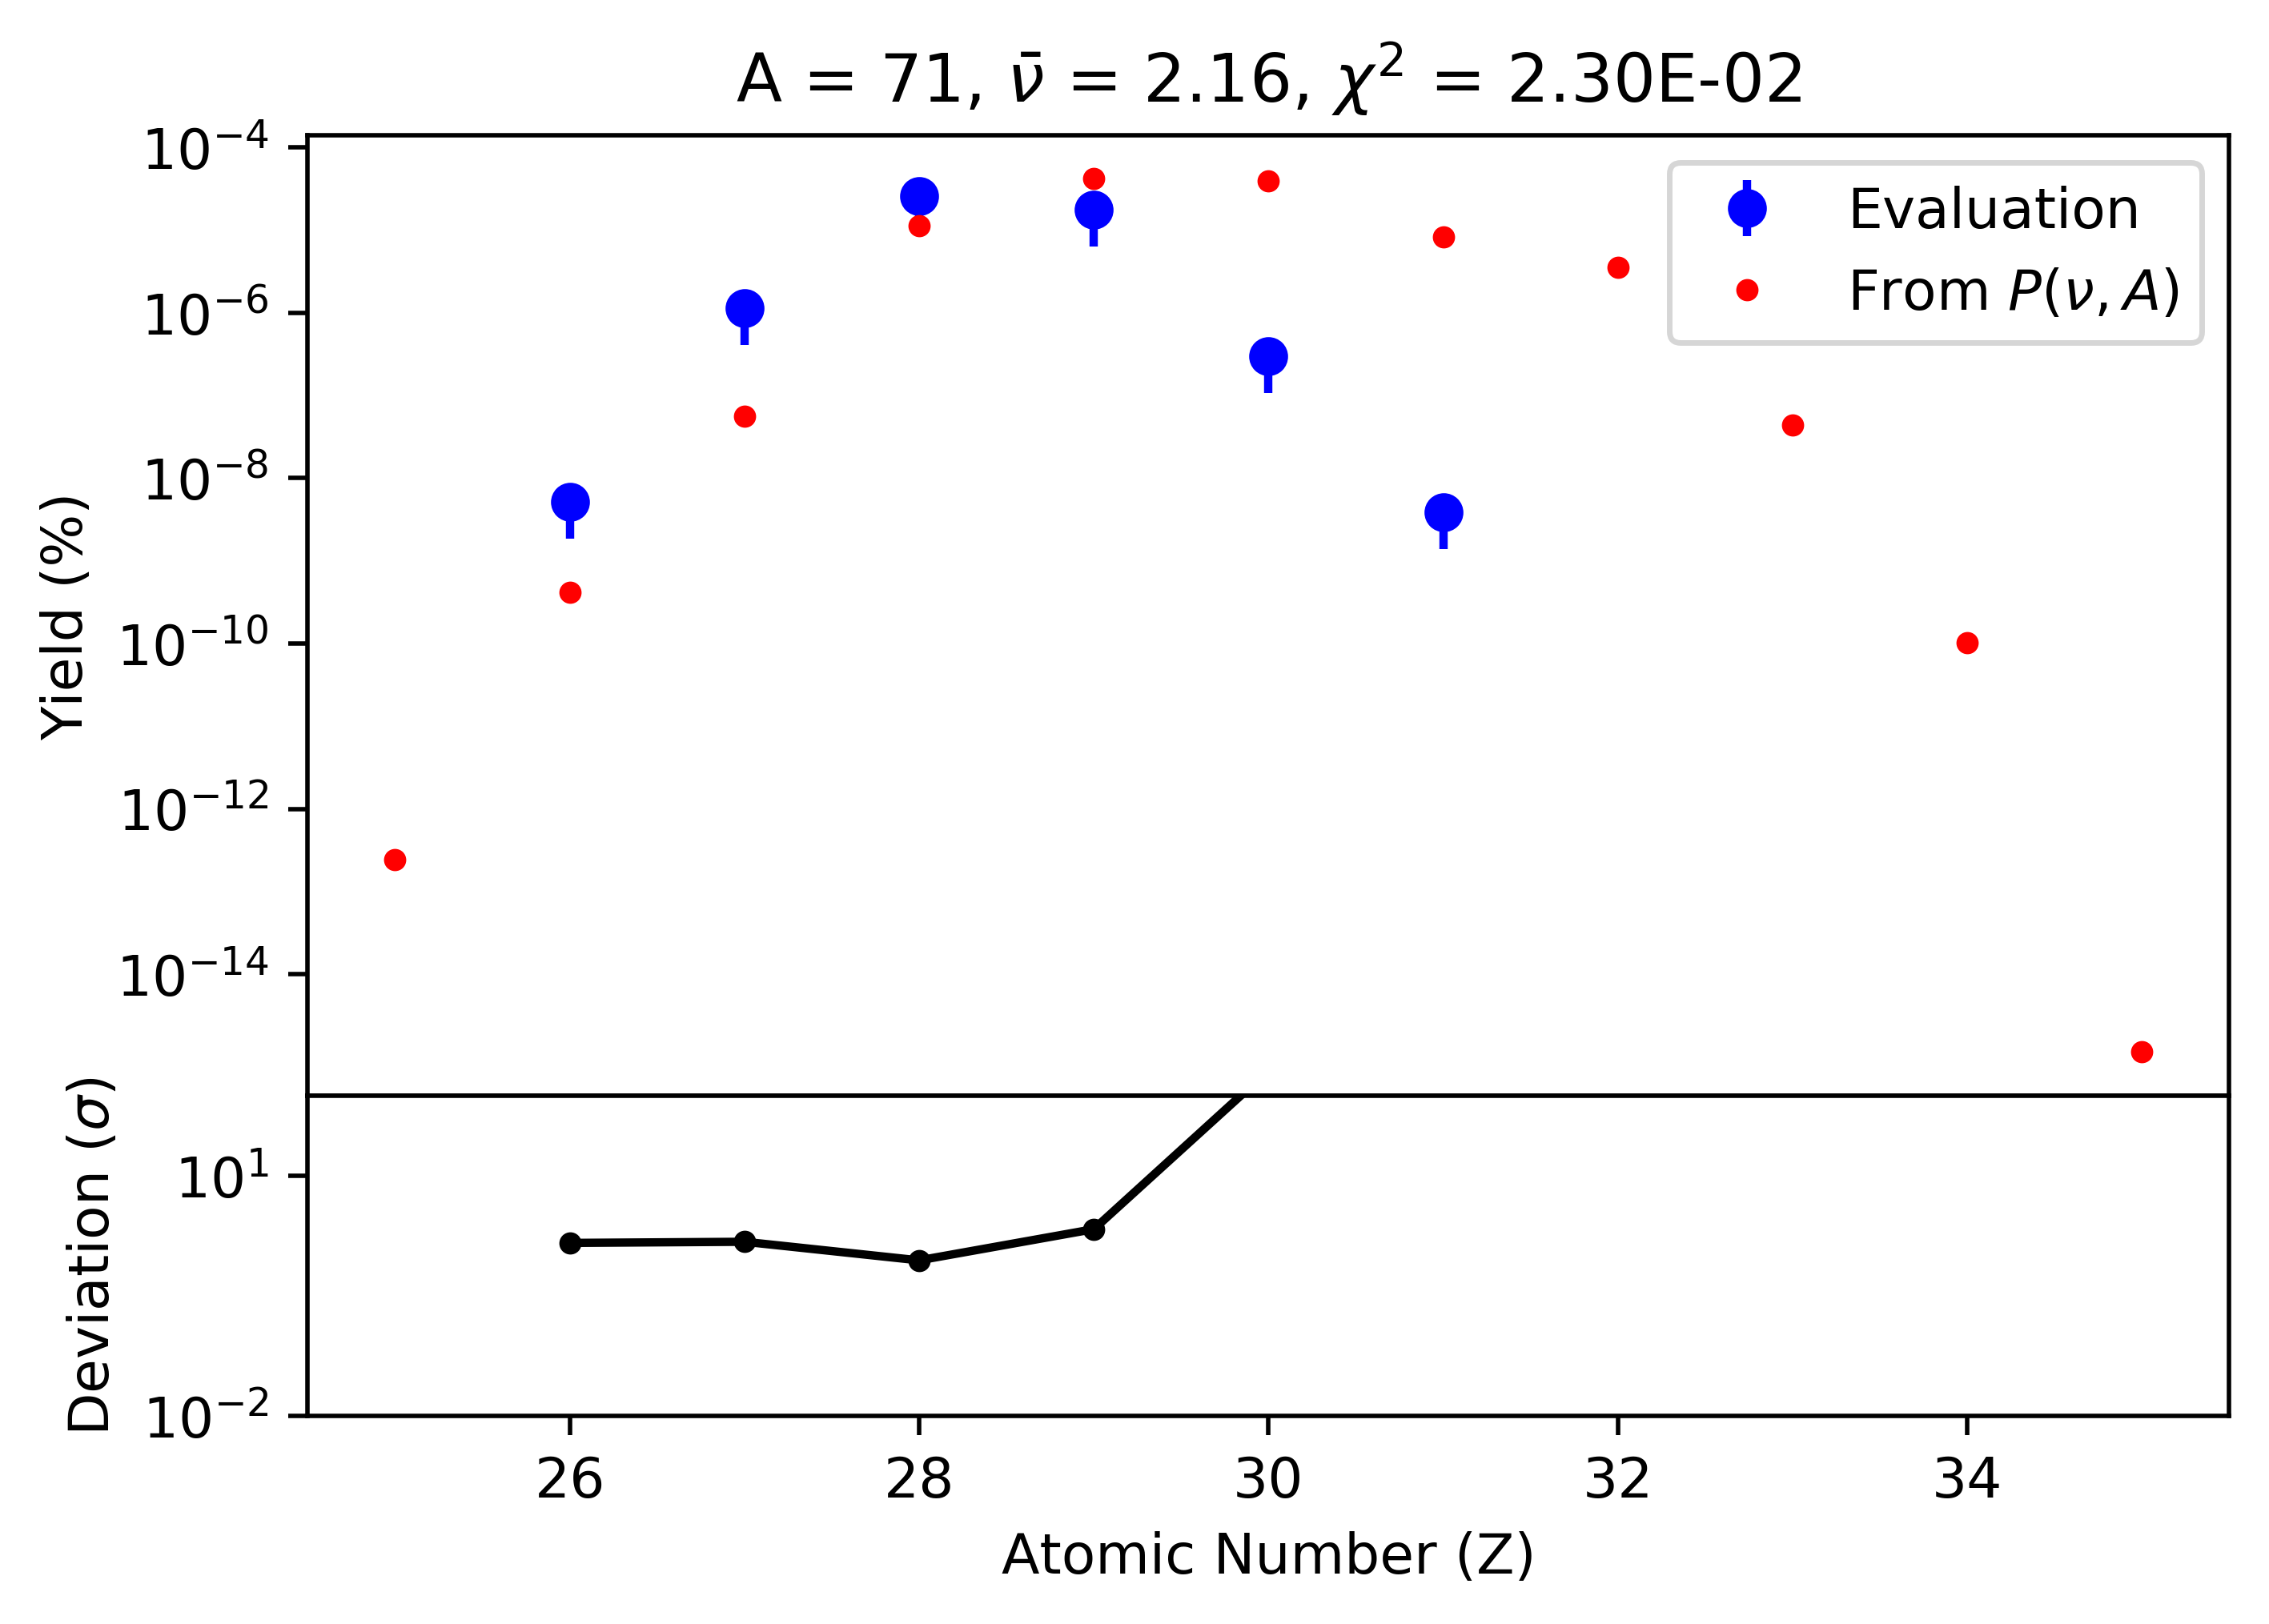 A = 71, ν̄ = 2.16, χ² = 2.30E-02
Yield (%)
10⁻⁴
10⁻⁶
10⁻⁸
10⁻¹⁰
10⁻¹²
10⁻¹⁴
Evaluation
From P(ν, A)
Deviation (σ)
10¹
10⁻²
26 28 30 32 34
Atomic Number (Z)